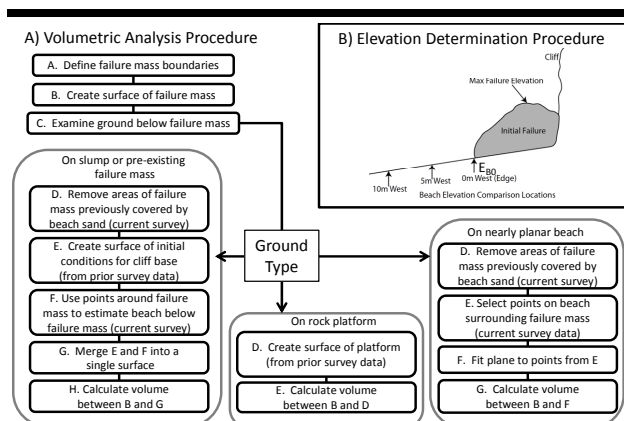 A) Volumetric Analysis Procedure
A. Define failure mass boundaries
B. Create surface of failure mass
C. Examine ground below failure mass
On slump or pre-existing
failure mass
D. Remove areas of failure
mass previously covered by
beach sand (current survey)
E. Create surface of initial
conditions for cliff base
(from prior survey data)
F. Use points around failure
mass to estimate beach below
failure mass (current survey)
G. Merge E and F into a
single surface
H. Calculate volume
between B and G
Ground
Type
On rock platform
D. Create surface of platform
(from prior survey data)
E. Calculate volume
between B and D
B) Elevation Determination Procedure
Cliff
Max Failure Elevation
Initial Failure
EB0
10m West
5m West
0m West (Edge)
Beach Elevation Comparison Locations
On nearly planar beach
D. Remove areas of failure
mass previously covered by
beach sand (current survey)
E. Select points on beach
surrounding failure mass
(current survey data)
F. Fit plane to points from E
G. Calculate volume
between B and F